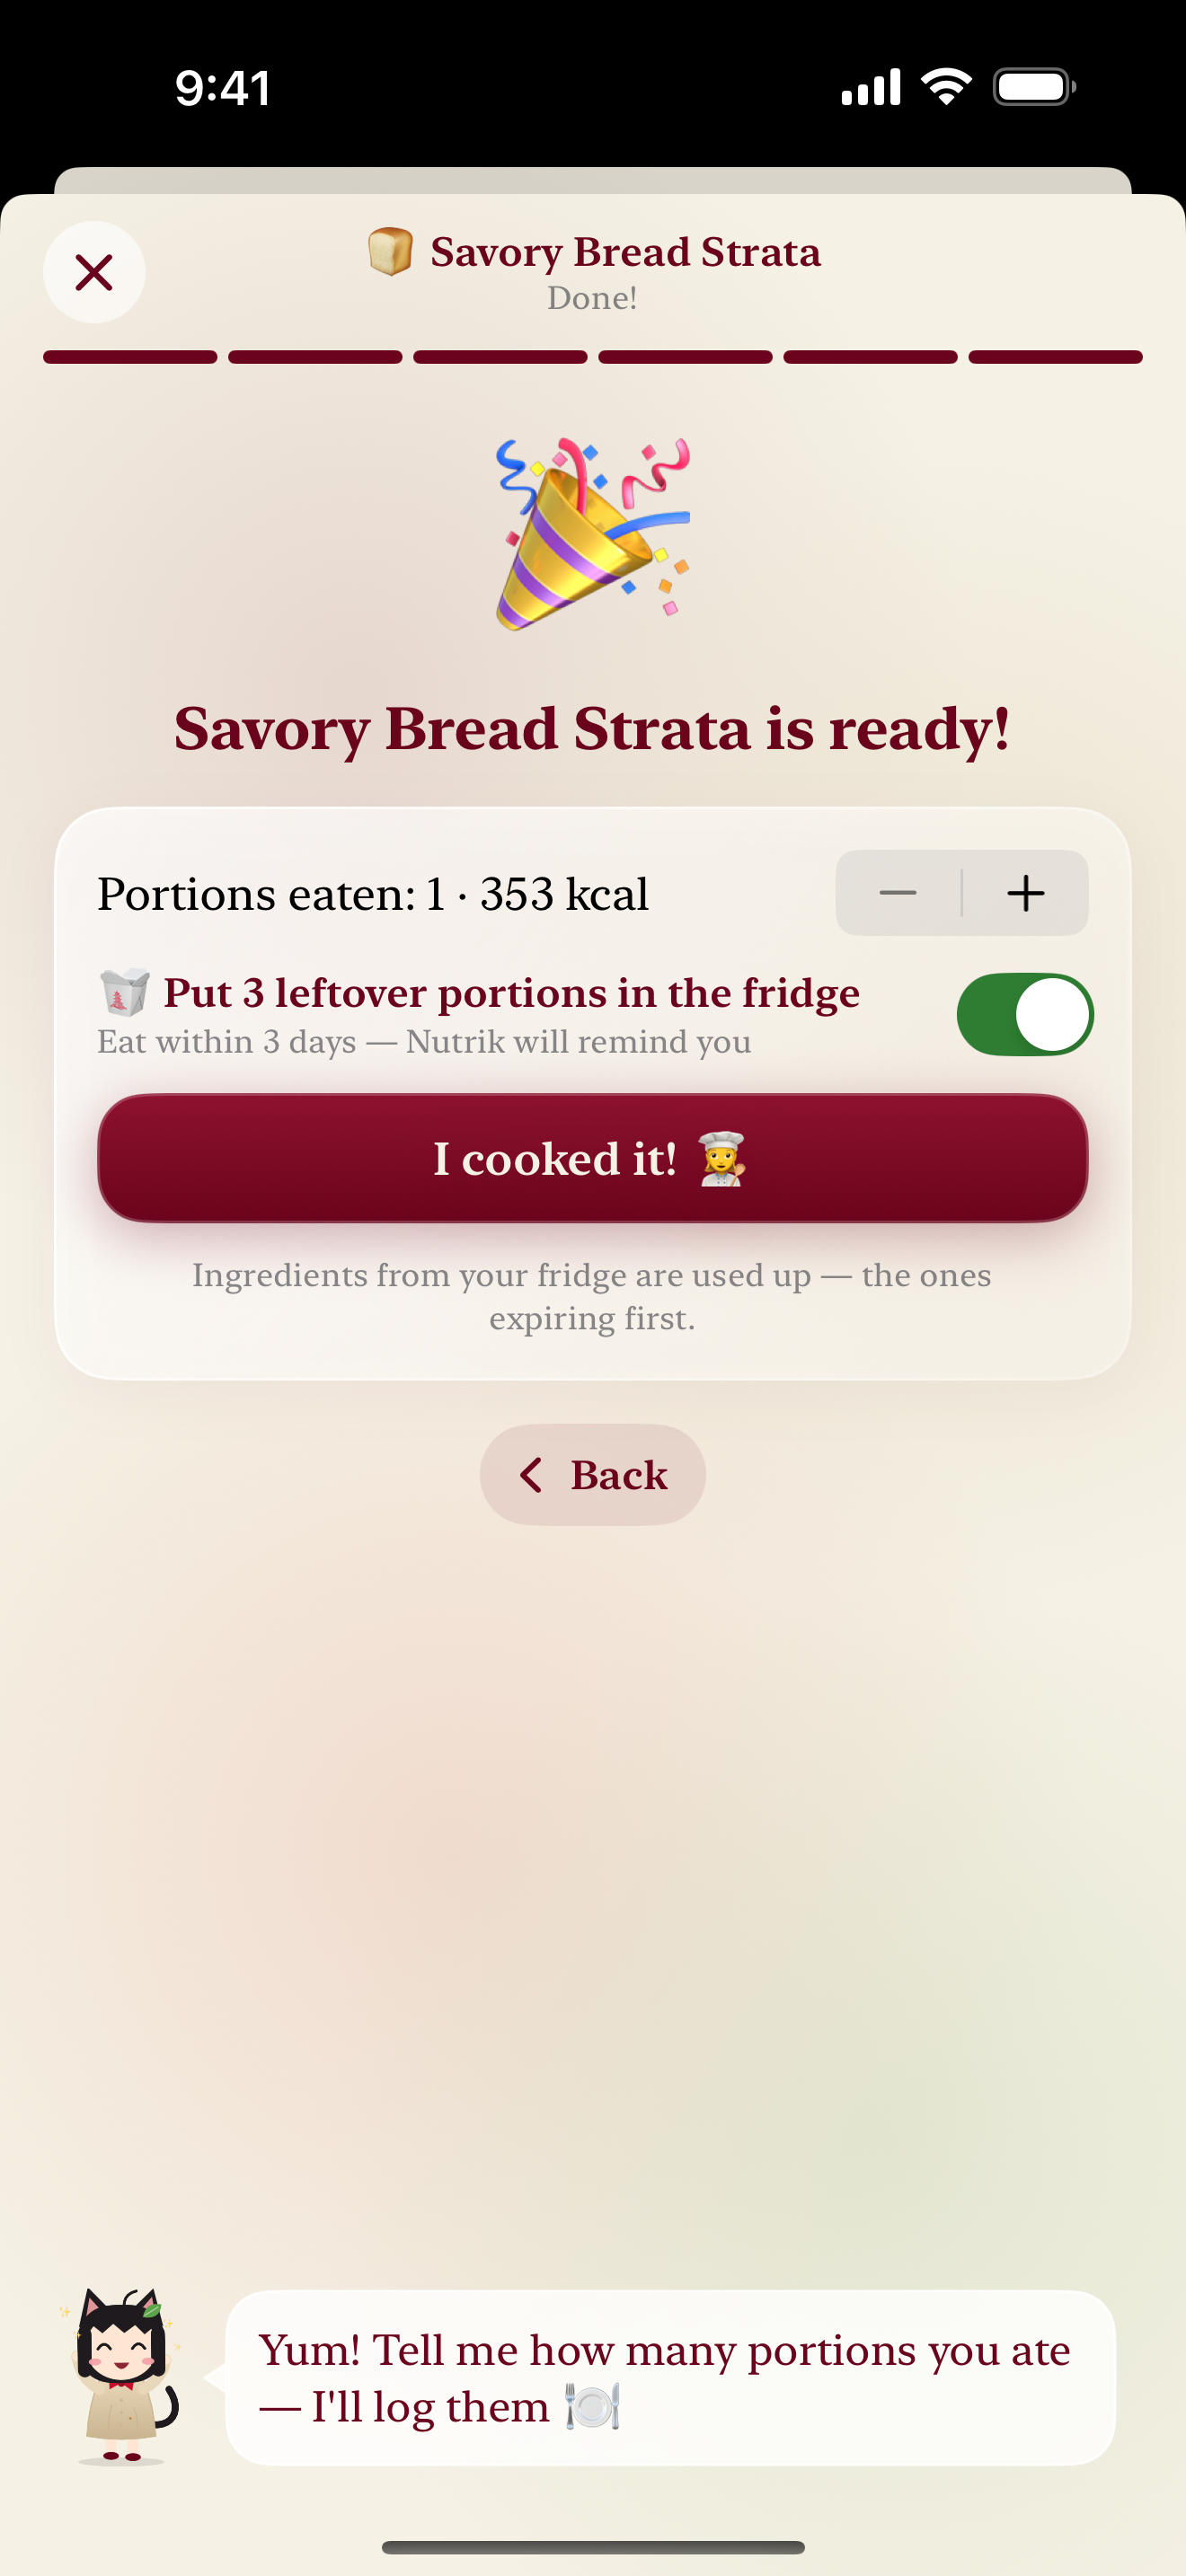 9:41
Savory Bread Strata
Done!
Savory Bread Strata is ready!
Portions eaten: 1 · 353 kcal
Put 3 leftover portions in the fridge
Eat within 3 days — Nutrik will remind you
I cooked it!
Ingredients from your fridge are used up — the ones
expiring first.
Back
Yum! Tell me how many portions you ate
— I'll log them